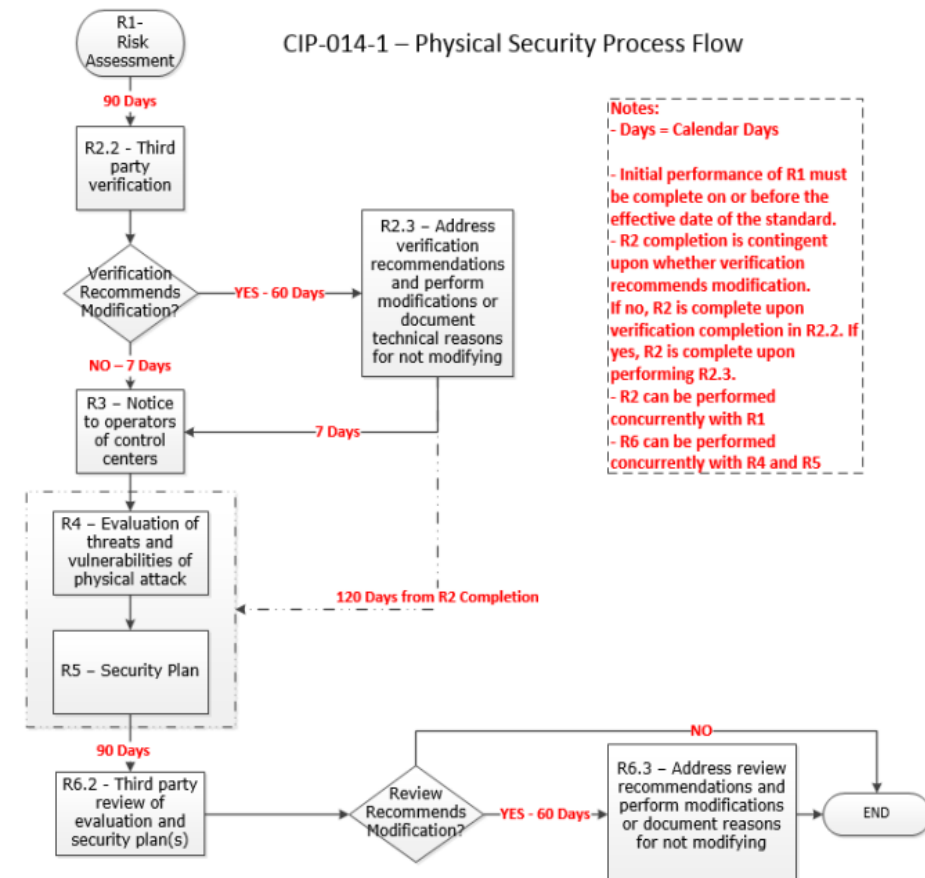 CIP-014-1 – Physical Security Process Flow
R1-
Risk
Assessment
90 Days
R2.2 - Third
party
verification
Verification
Recommends
Modification?
YES - 60 Days
R2.3 – Address
verification
recommendations
and perform
modifications or
document
technical reasons
for not modifying
NO – 7 Days
7 Days
R3 – Notice
to operators
of control
centers
R4 – Evaluation of
threats and
vulnerabilities of
physical attack
120 Days from R2 Completion
R5 – Security Plan
90 Days
R6.2 - Third party
review of
evaluation and
security plan(s)
Review
Recommends
Modification?
NO
YES - 60 Days
R6.3 – Address review
recommendations and
perform modifications
or document reasons
for not modifying
END
Notes:
- Days = Calendar Days
- Initial performance of R1 must
be complete on or before the
effective date of the standard.
- R2 completion is contingent
upon whether verification
recommends modification.
If no, R2 is complete upon
verification completion in R2.2. If
yes, R2 is complete upon
performing R2.3.
- R2 can be performed
concurrently with R1
- R6 can be performed
concurrently with R4 and R5